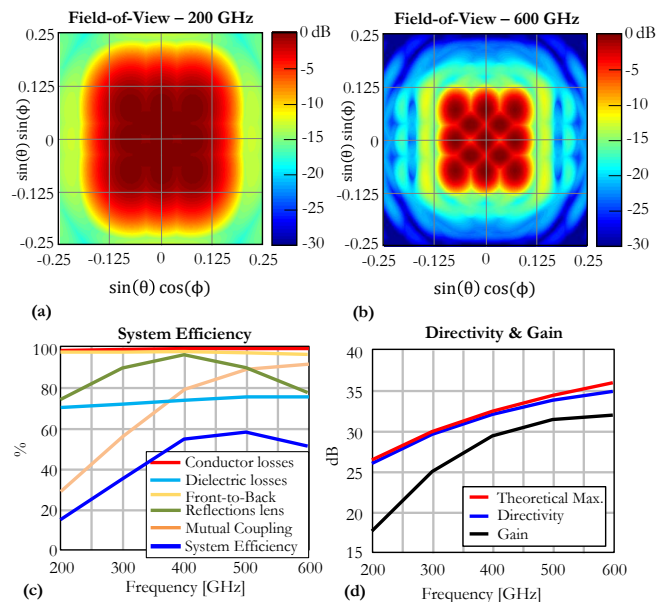 Field-of-View – 200 GHz
0.25
0.125
0
-0.125
-0.25
-0.25 -0.125 0 0.125 0.25
sin(θ) sin(ϕ)
sin(θ) cos(ϕ)
0 dB
-5
-10
-15
-20
-25
-30
(a)
Field-of-View – 600 GHz
0.25
0.125
0
-0.125
-0.25
-0.25 -0.125 0 0.125 0.25
sin(θ) sin(ϕ)
sin(θ) cos(ϕ)
0 dB
-5
-10
-15
-20
-25
-30
(b)
System Efficiency
100
80
60
40
20
0
%
Conductor losses
Dielectric losses
Front-to-Back
Reflections lens
Mutual Coupling
System Efficiency
200 300 400 500 600
Frequency [GHz]
(c)
Directivity & Gain
40
35
30
25
20
15
dB
Theoretical Max.
Directivity
Gain
200 300 400 500 600
Frequency [GHz]
(d)